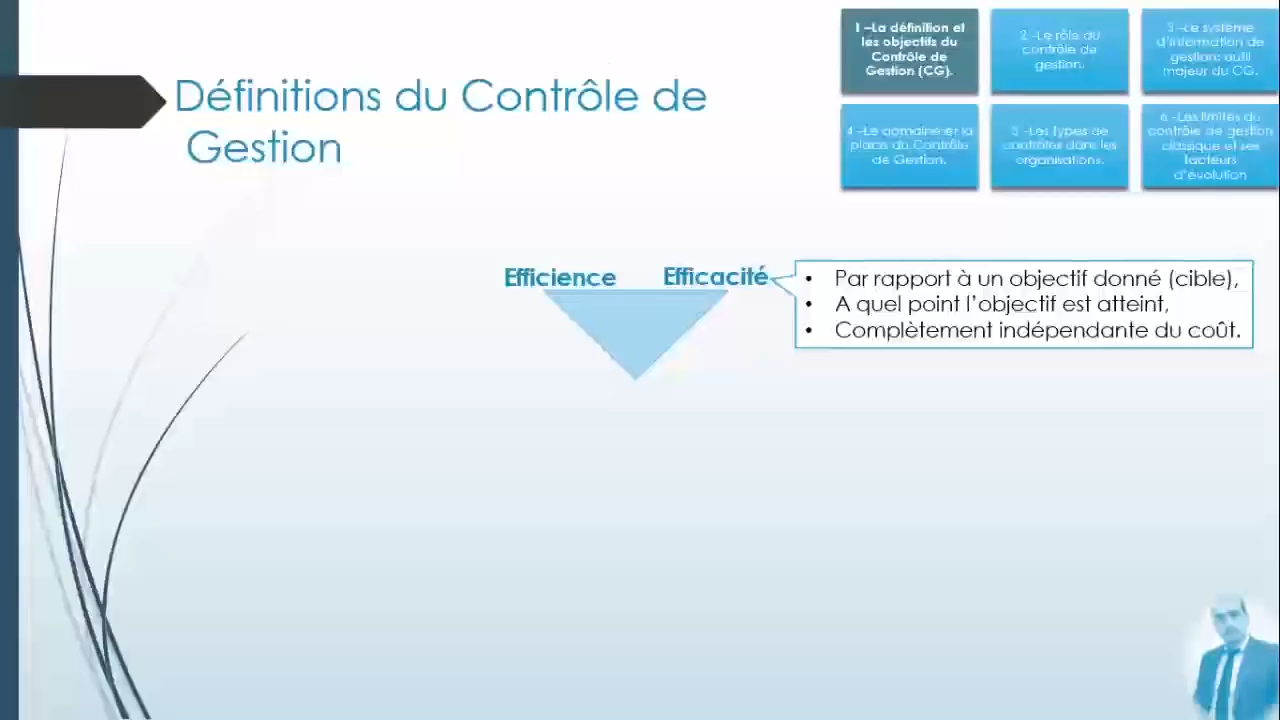 Définitions du Contrôle de
Gestion
1 –La définition et
les objectifs du
Contrôle de
Gestion (CG).
2 -Le rôle du
contrôle de
gestion.
3 -Le système
d'information de
gestion: outil
majeur du CG.
4 –Le domaine et la
place du Contrôle
de Gestion.
5 -Les types de
contrôles dans les
organisations.
6 -Les limites du
contrôle de gestion
classique et ses
facteurs
d'évolution
Efficience
Efficacité
• Par rapport à un objectif donné (cible),
• A quel point l'objectif est atteint,
• Complètement indépendante du coût.